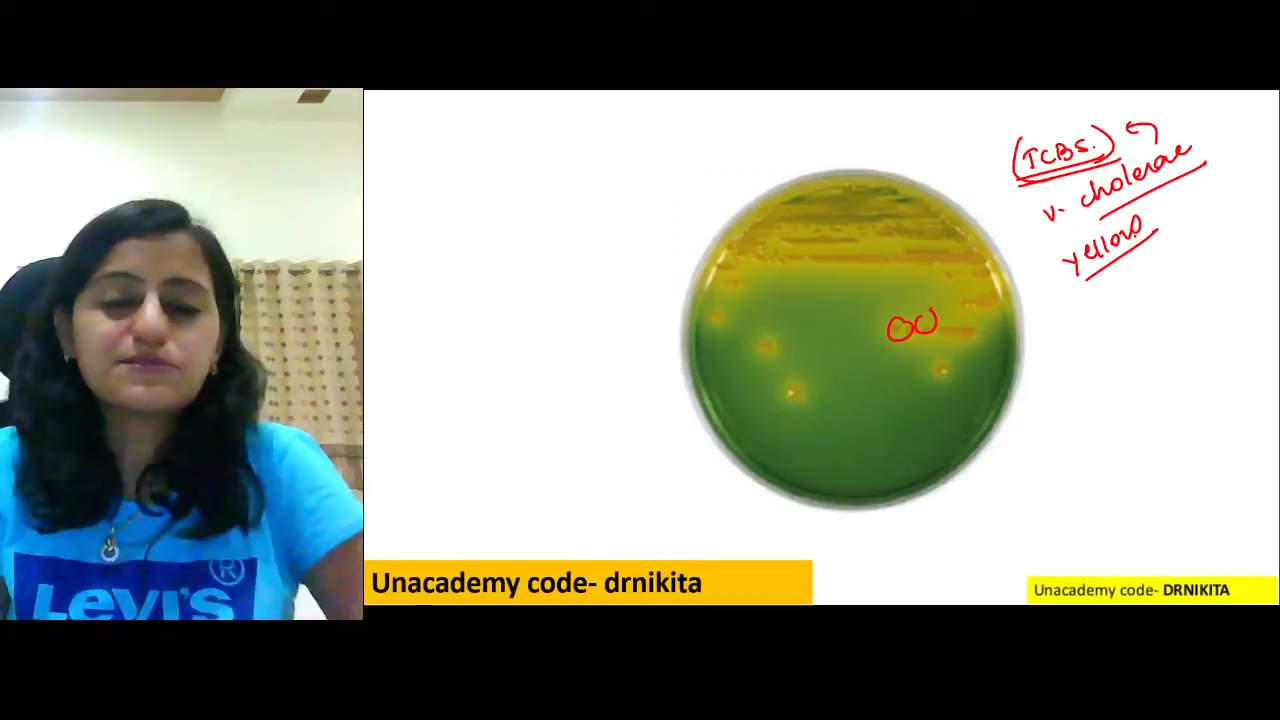 (TCBS.)
V. cholerae
yellow
Levi's®
Unacademy code- drnikita
Unacademy code- DRNIKITA